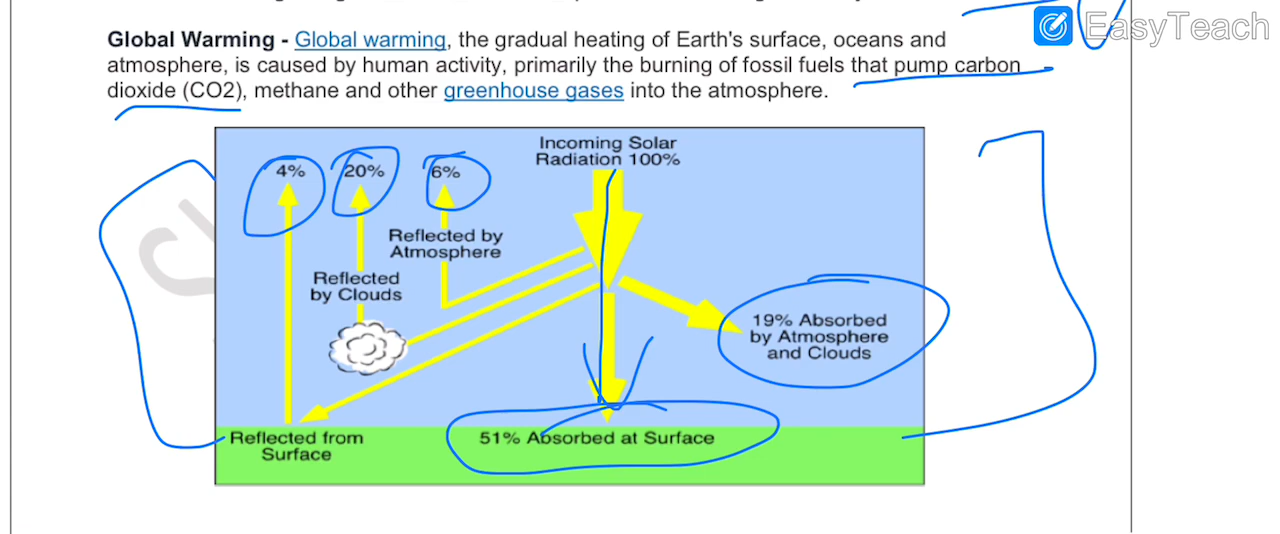 EasyTeach
Global Warming - Global warming, the gradual heating of Earth's surface, oceans and
atmosphere, is caused by human activity, primarily the burning of fossil fuels that pump carbon
dioxide (CO2), methane and other greenhouse gases into the atmosphere.
Incoming Solar
Radiation 100%
4%
20%
6%
Reflected by
Atmosphere
Reflected
by Clouds
19% Absorbed
by Atmosphere
and Clouds
Reflected from
Surface
51% Absorbed at Surface